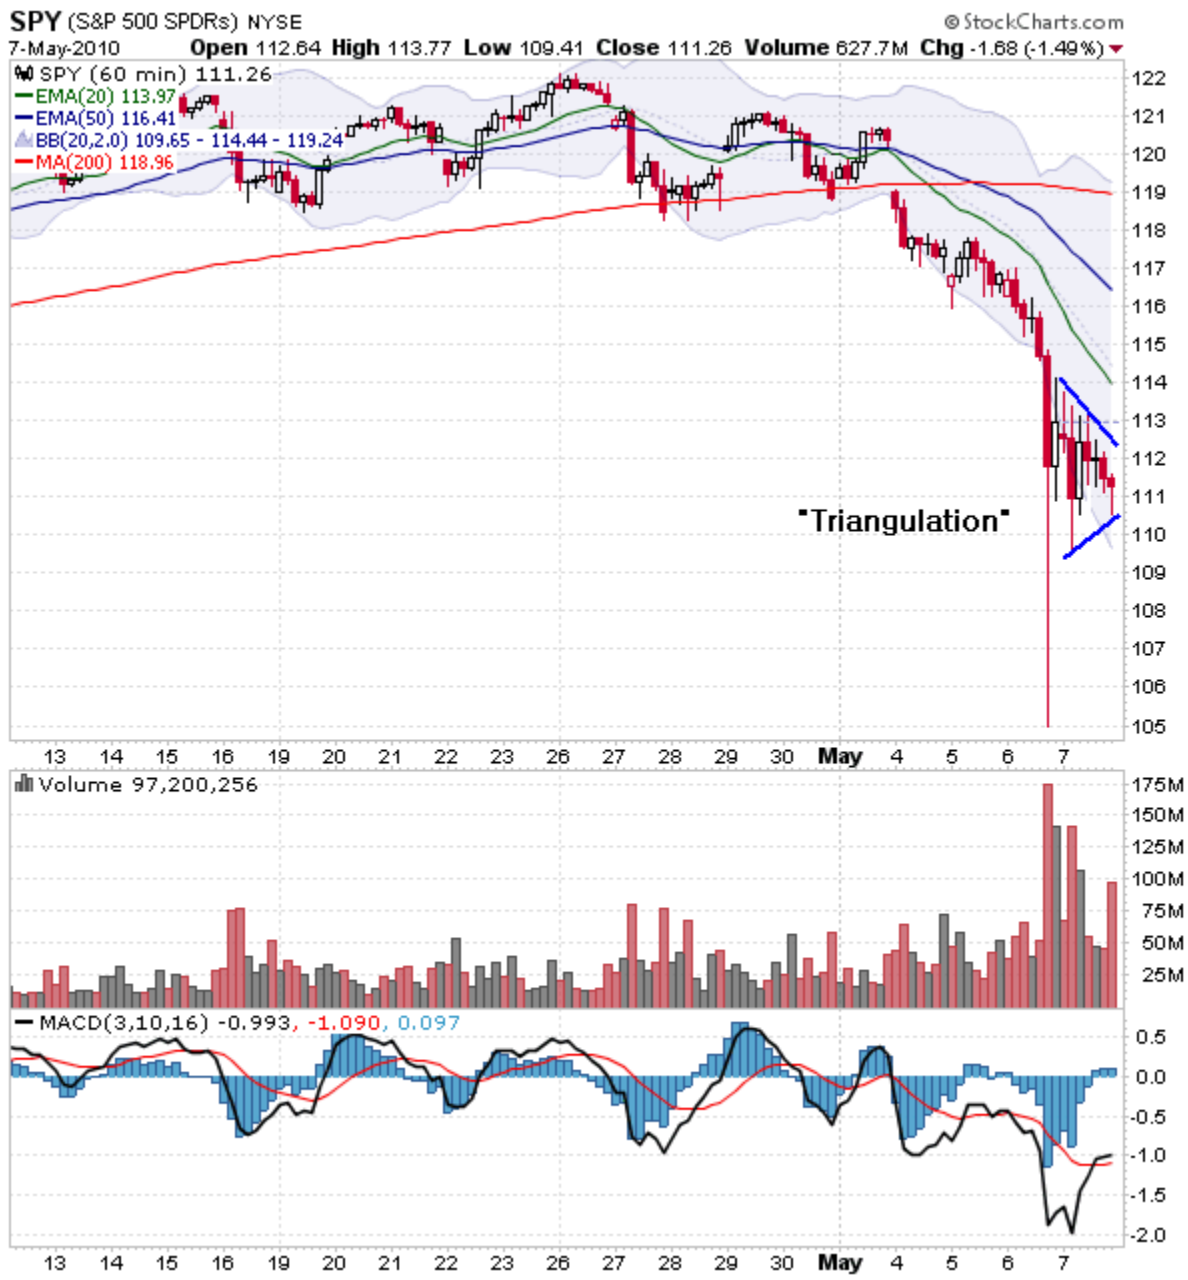 SPY (S&P 500 SPDRs) NYSE © StockCharts.com
7-May-2010 Open 112.64 High 113.77 Low 109.41 Close 111.26 Volume 627.7M Chg -1.68 (-1.49%)
SPY (60 min) 111.26
EMA(20) 113.97
EMA(50) 116.41
BB(20,2.0) 109.65 - 114.44 - 119.24
MA(200) 118.96
122
121
120
119
118
117
116
115
114
113
112
111
"Triangulation"
110
109
108
107
106
105
13 14 15 16 19 20 21 22 23 26 27 28 29 30 May 4 5 6 7
Volume 97,200,256
175M
150M
125M
100M
75M
50M
25M
MACD(3,10,16) -0.993, -1.090, 0.097
0.5
0.0
-0.5
-1.0
-1.5
-2.0
13 14 15 16 19 20 21 22 23 26 27 28 29 30 May 4 5 6 7